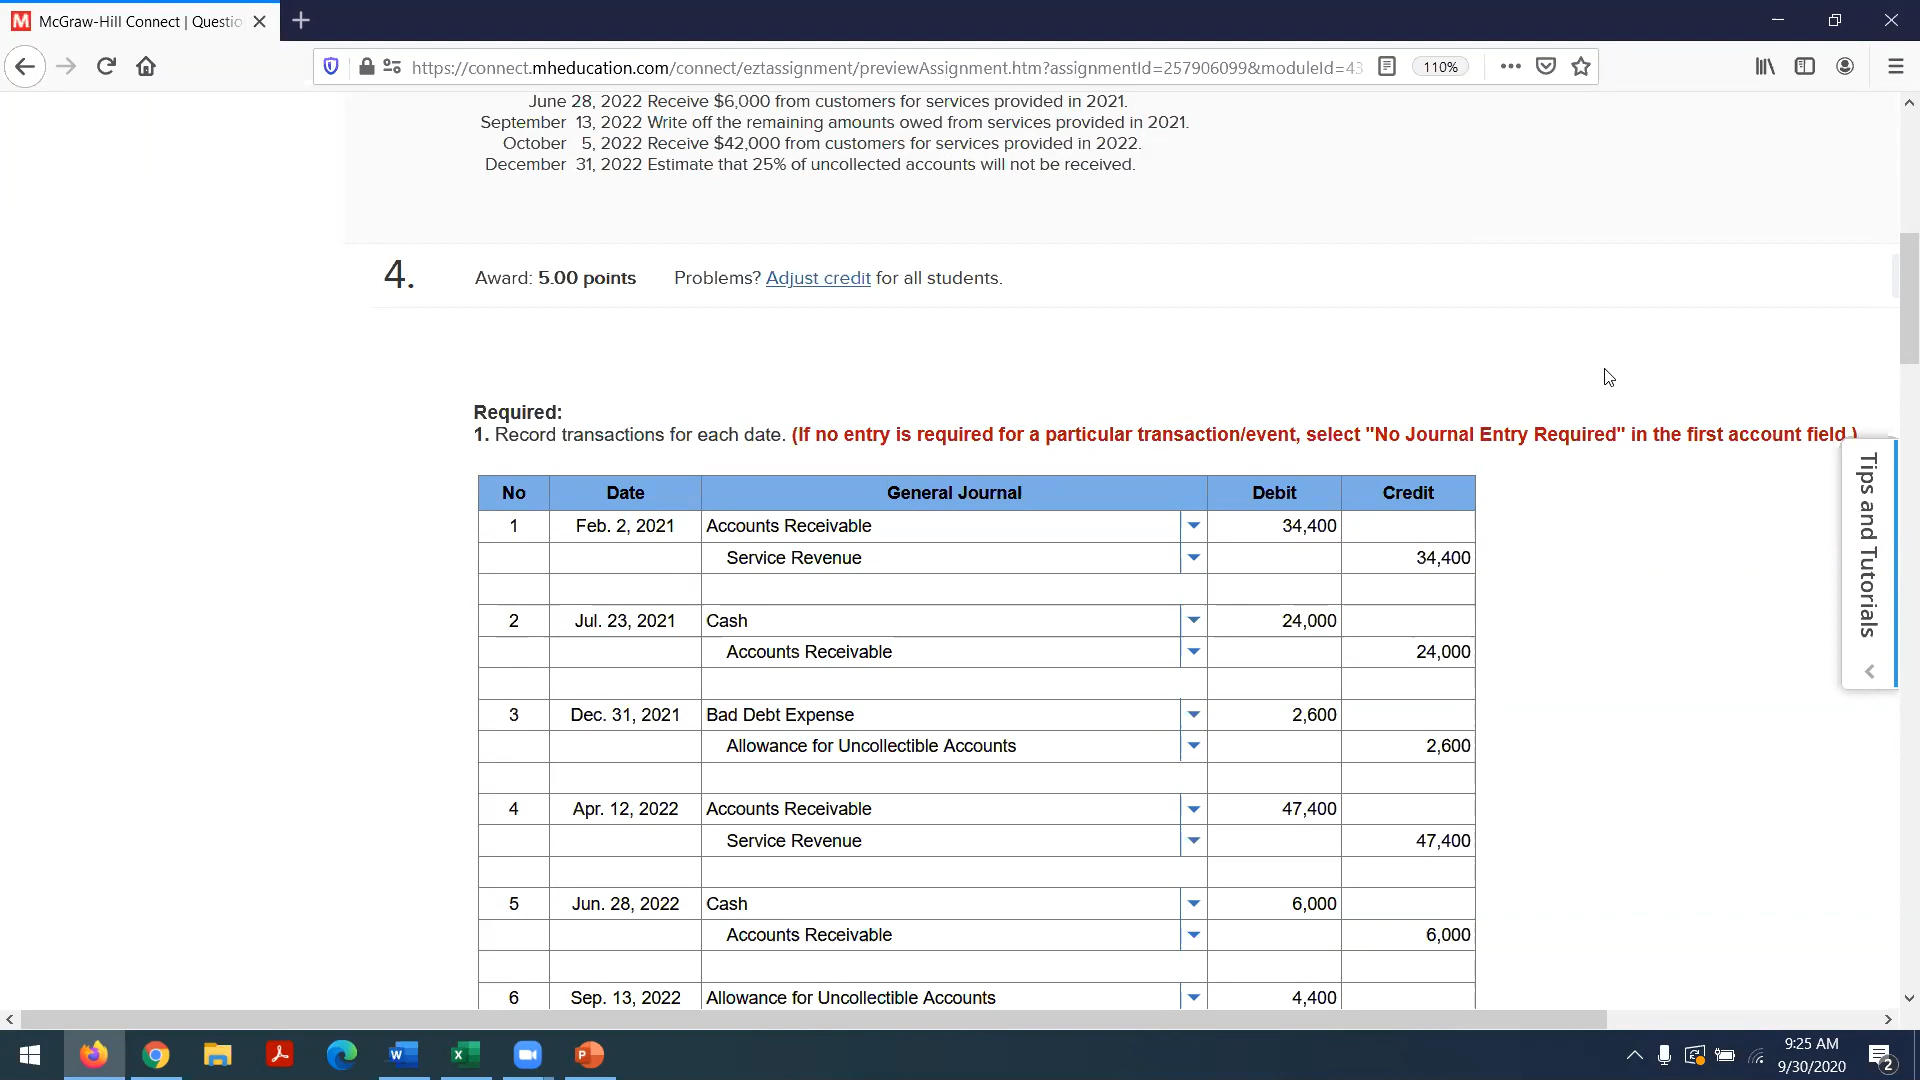 McGraw-Hill Connect | Questio
https://connect.mheducation.com/connect/eztassignment/previewAssignment.htm?assignmentId=257906099&moduleId=43
110%
June 28, 2022 Receive $6,000 from customers for services provided in 2021.
September 13, 2022 Write off the remaining amounts owed from services provided in 2021.
October 5, 2022 Receive $42,000 from customers for services provided in 2022.
December 31, 2022 Estimate that 25% of uncollected accounts will not be received.
4. Award: 5.00 points Problems? Adjust credit for all students.
Required:
1. Record transactions for each date. (If no entry is required for a particular transaction/event, select "No Journal Entry Required" in the first account field.)
No Date General Journal Debit Credit
1 Feb. 2, 2021 Accounts Receivable 34,400
Service Revenue 34,400
2 Jul. 23, 2021 Cash 24,000
Accounts Receivable 24,000
3 Dec. 31, 2021 Bad Debt Expense 2,600
Allowance for Uncollectible Accounts 2,600
4 Apr. 12, 2022 Accounts Receivable 47,400
Service Revenue 47,400
5 Jun. 28, 2022 Cash 6,000
Accounts Receivable 6,000
6 Sep. 13, 2022 Allowance for Uncollectible Accounts 4,400
Tips and Tutorials
9:25 AM
9/30/2020
2